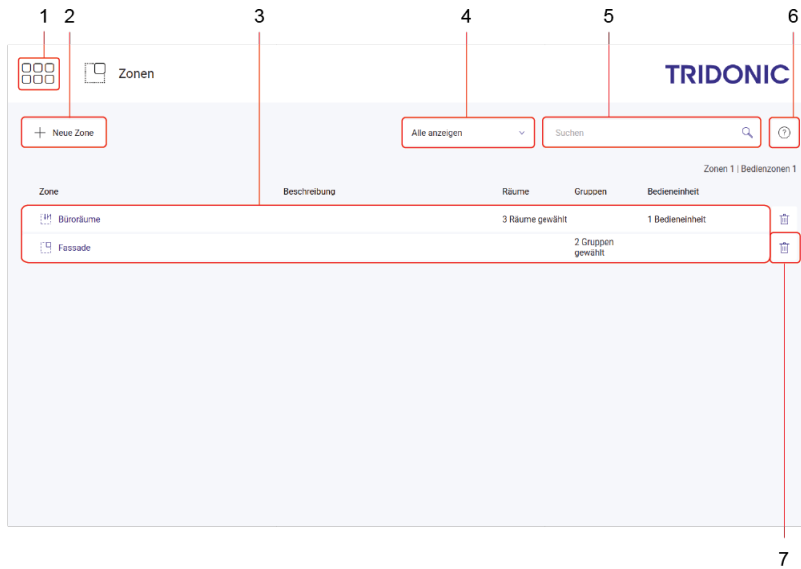 1 2 3 4 5 6
Zonen TRIDONIC
Neue Zone Alle anzeigen Suchen ?
Zonen 1 | Bedienzonen 1
Zone Beschreibung Räume Gruppen Bedieneinheit
Büroräume 3 Räume gewählt 1 Bedieneinheit
Fassade 2 Gruppen
gewählt
7